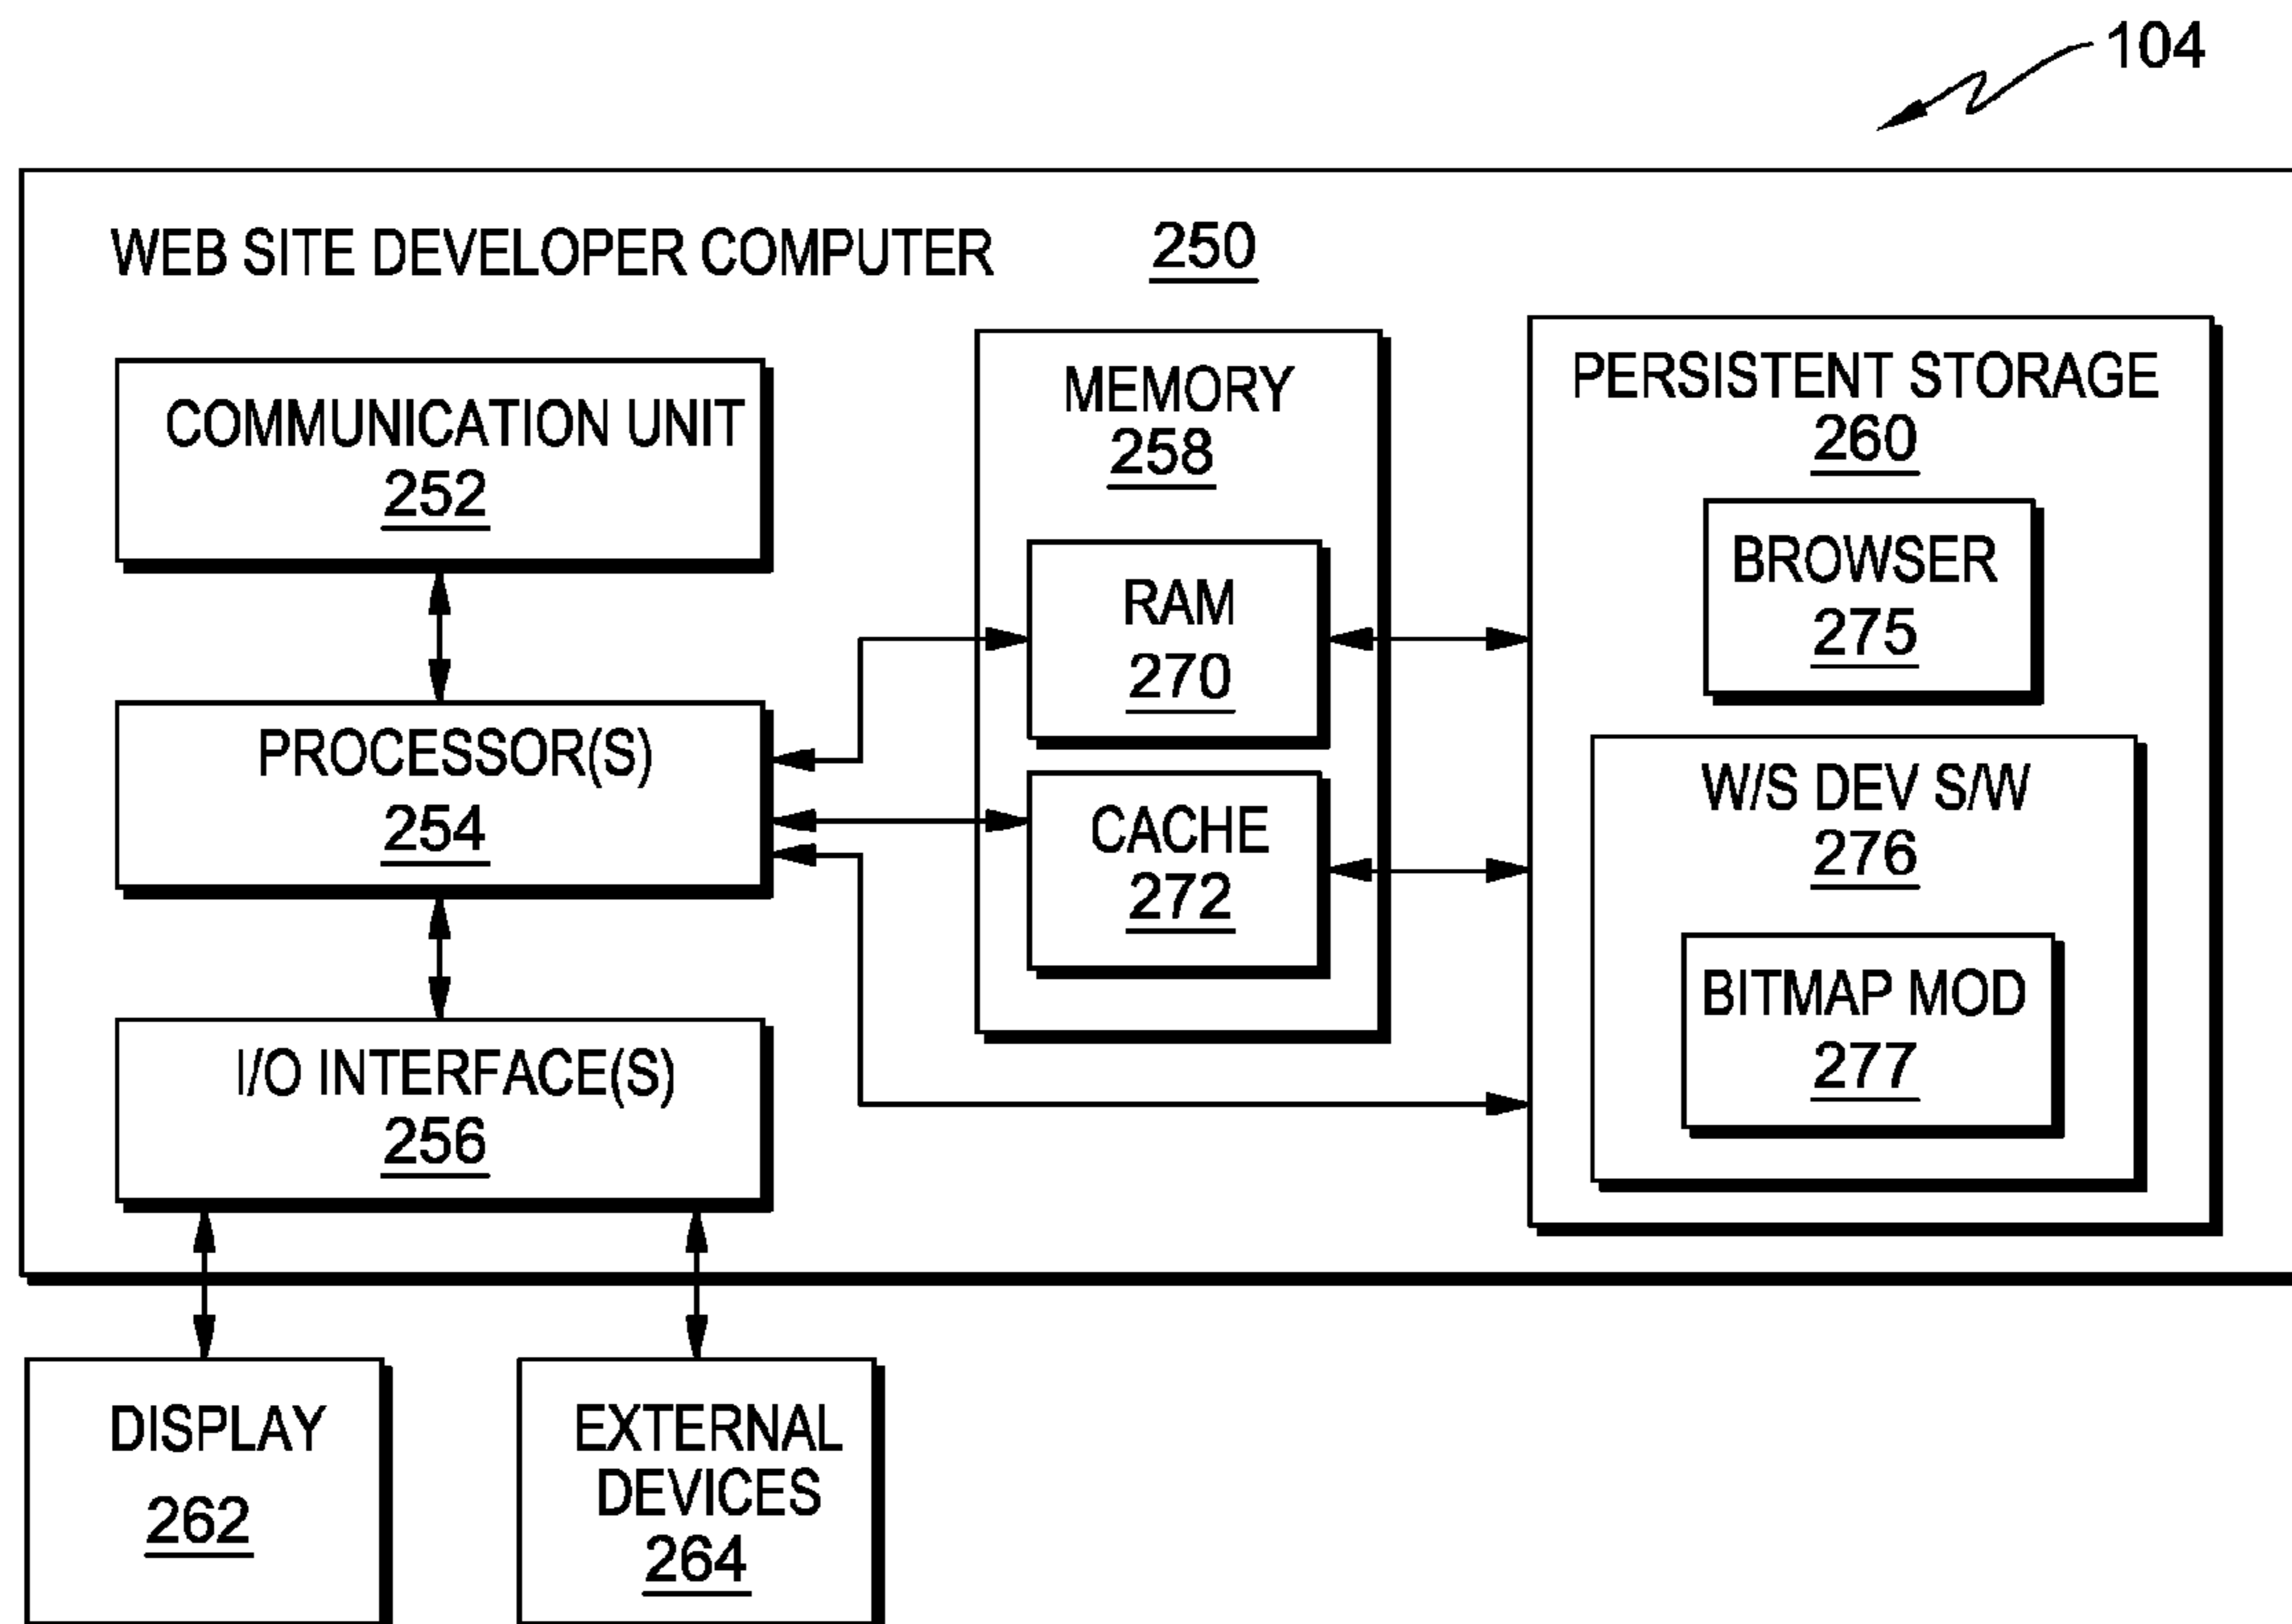 104
WEB SITE DEVELOPER COMPUTER 250
COMMUNICATION UNIT
252
PROCESSOR(S)
254
I/O INTERFACE(S)
256
MEMORY
258
RAM
270
CACHE
272
PERSISTENT STORAGE
260
BROWSER
275
W/S DEV S/W
276
BITMAP MOD
277
DISPLAY
262
EXTERNAL
DEVICES
264